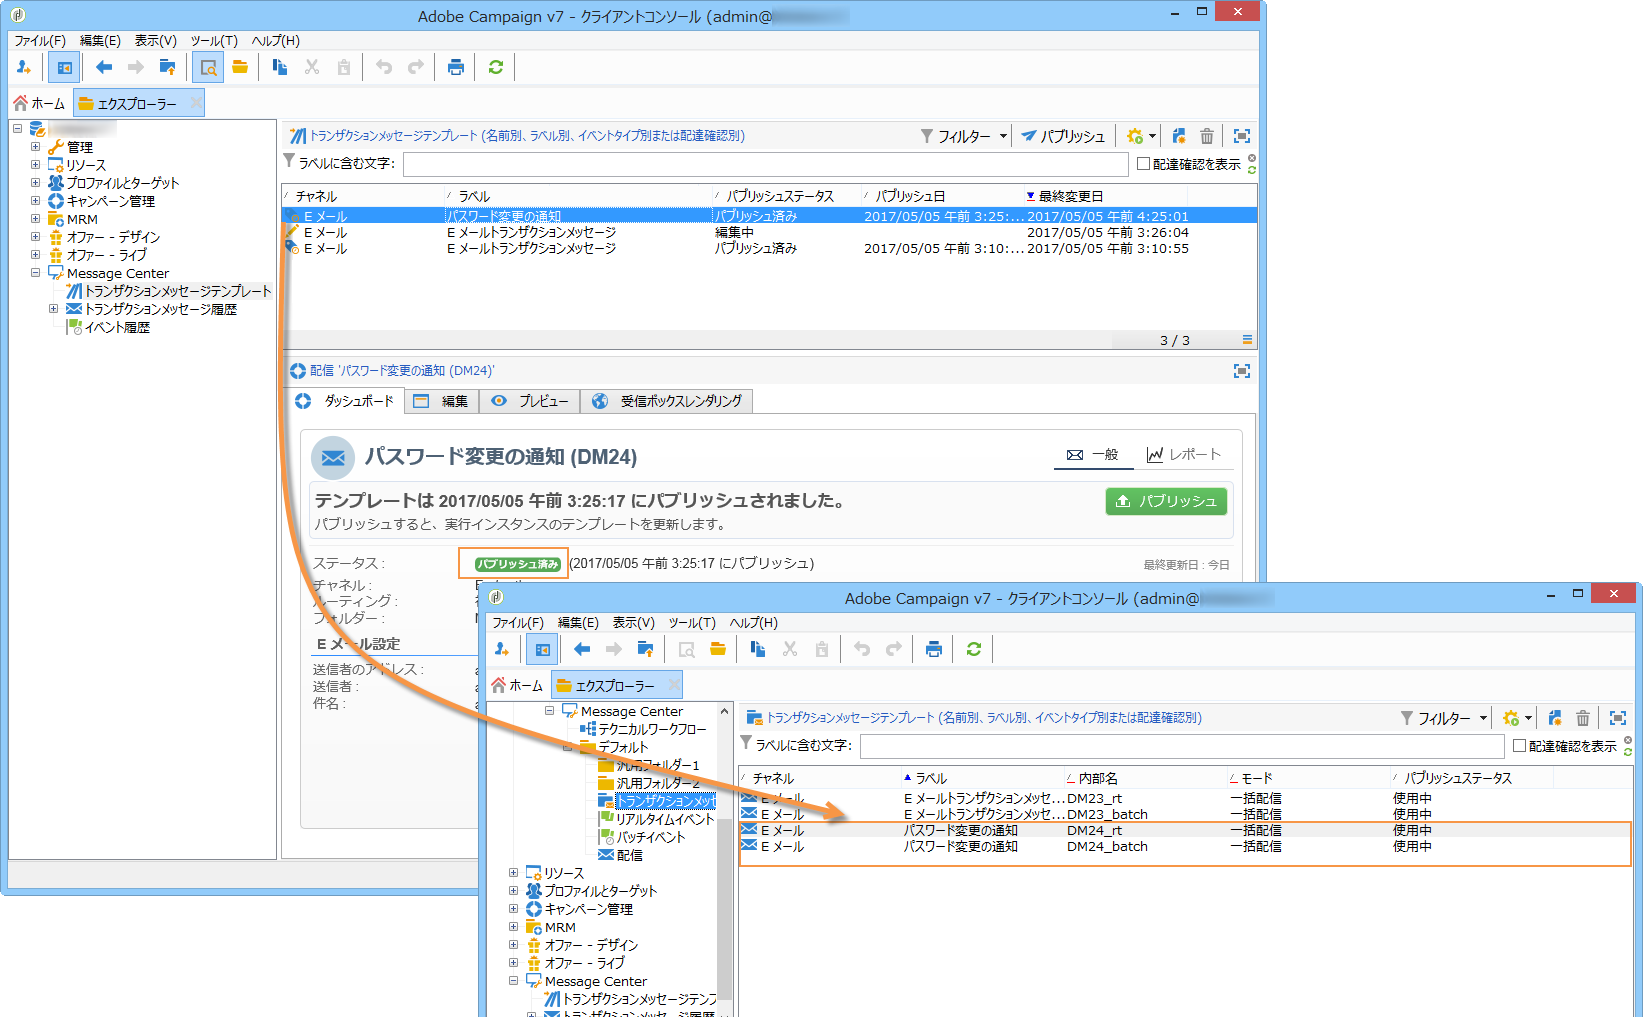 Adobe Campaign v7 - クライアントコンソール (admin@
ファイル(F) 編集(E) 表示(V) ツール(T) ヘルプ(H)
ホーム エクスプローラー
管理
リソース
プロファイルとターゲット
キャンペーン管理
MRM
オファー - デザイン
オファー - ライブ
Message Center
トランザクションメッセージテンプレート
トランザクションメッセージ履歴
イベント履歴
トランザクションメッセージテンプレート (名前別、ラベル別、イベントタイプ別または配達確認別) フィルター パブリッシュ
ラベルに含む文字: 配達確認を表示
チャネル ラベル パブリッシュステータス パブリッシュ日 最終変更日
E メール パスワード変更の通知 パブリッシュ済み 2017/05/05 午前 3:25:... 2017/05/05 午前 4:25:01
E メール E メールトランザクションメッセージ 編集中 2017/05/05 午前 3:26:04
E メール E メールトランザクションメッセージ パブリッシュ済み 2017/05/05 午前 3:10:... 2017/05/05 午前 3:10:55
3 / 3
配信 'パスワード変更の通知 (DM24)'
ダッシュボード 編集 プレビュー 受信ボックスレンダリング
パスワード変更の通知 (DM24) 一般 レポート
テンプレートは 2017/05/05 午前 3:25:17 にパブリッシュされました。 パブリッシュ
パブリッシュすると、実行インスタンスのテンプレートを更新します。
ステータス : パブリッシュ済み (2017/05/05 午前 3:25:17 にパブリッシュ) 最終更新日 : 今日
チャネル :
ルーティング :
フォルダー :
E メール設定
送信者のアドレス :
送信者 :
件名 :
Adobe Campaign v7 - クライアントコンソール (admin@
ファイル(F) 編集(E) 表示(V) ツール(T) ヘルプ(H)
ホーム エクスプローラー
Message Center
テクニカルワークフロー
デフォルト
汎用フォルダー1
汎用フォルダー2
トランザクションメッセ
リアルタイムイベント
バッチイベント
配信
リソース
プロファイルとターゲット
キャンペーン管理
MRM
オファー - デザイン
オファー - ライブ
Message Center
トランザクションメッセージテンプ
トランザクションメッセージ履歴
トランザクションメッセージテンプレート (名前別、ラベル別、イベントタイプ別または配達確認別) フィルター
ラベルに含む文字: 配達確認を表示
チャネル ラベル 内部名 モード パブリッシュステータス
E メール E メールトランザクションメッセ... DM23_rt 一括配信 使用中
E メール E メールトランザクションメッセ... DM23_batch 一括配信 使用中
E メール パスワード変更の通知 DM24_rt 一括配信 使用中
E メール パスワード変更の通知 DM24_batch 一括配信 使用中